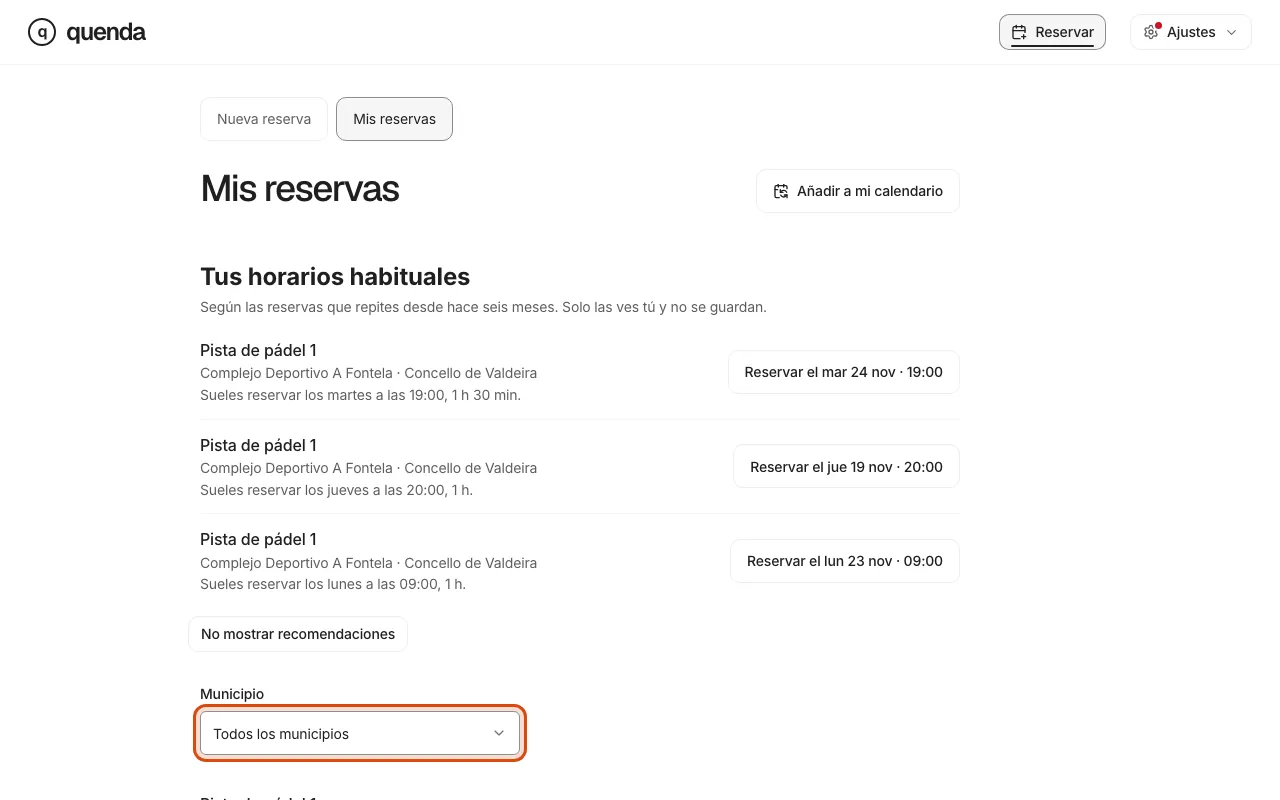 q quenda
Reservar
Ajustes
Nueva reserva
Mis reservas
Mis reservas
Añadir a mi calendario
Tus horarios habituales
Según las reservas que repites desde hace seis meses. Solo las ves tú y no se guardan.
Pista de pádel 1
Complejo Deportivo A Fontela · Concello de Valdeira
Sueles reservar los martes a las 19:00, 1 h 30 min.
Reservar el mar 24 nov · 19:00
Pista de pádel 1
Complejo Deportivo A Fontela · Concello de Valdeira
Sueles reservar los jueves a las 20:00, 1 h.
Reservar el jue 19 nov · 20:00
Pista de pádel 1
Complejo Deportivo A Fontela · Concello de Valdeira
Sueles reservar los lunes a las 09:00, 1 h.
Reservar el lun 23 nov · 09:00
No mostrar recomendaciones
Municipio
Todos los municipios